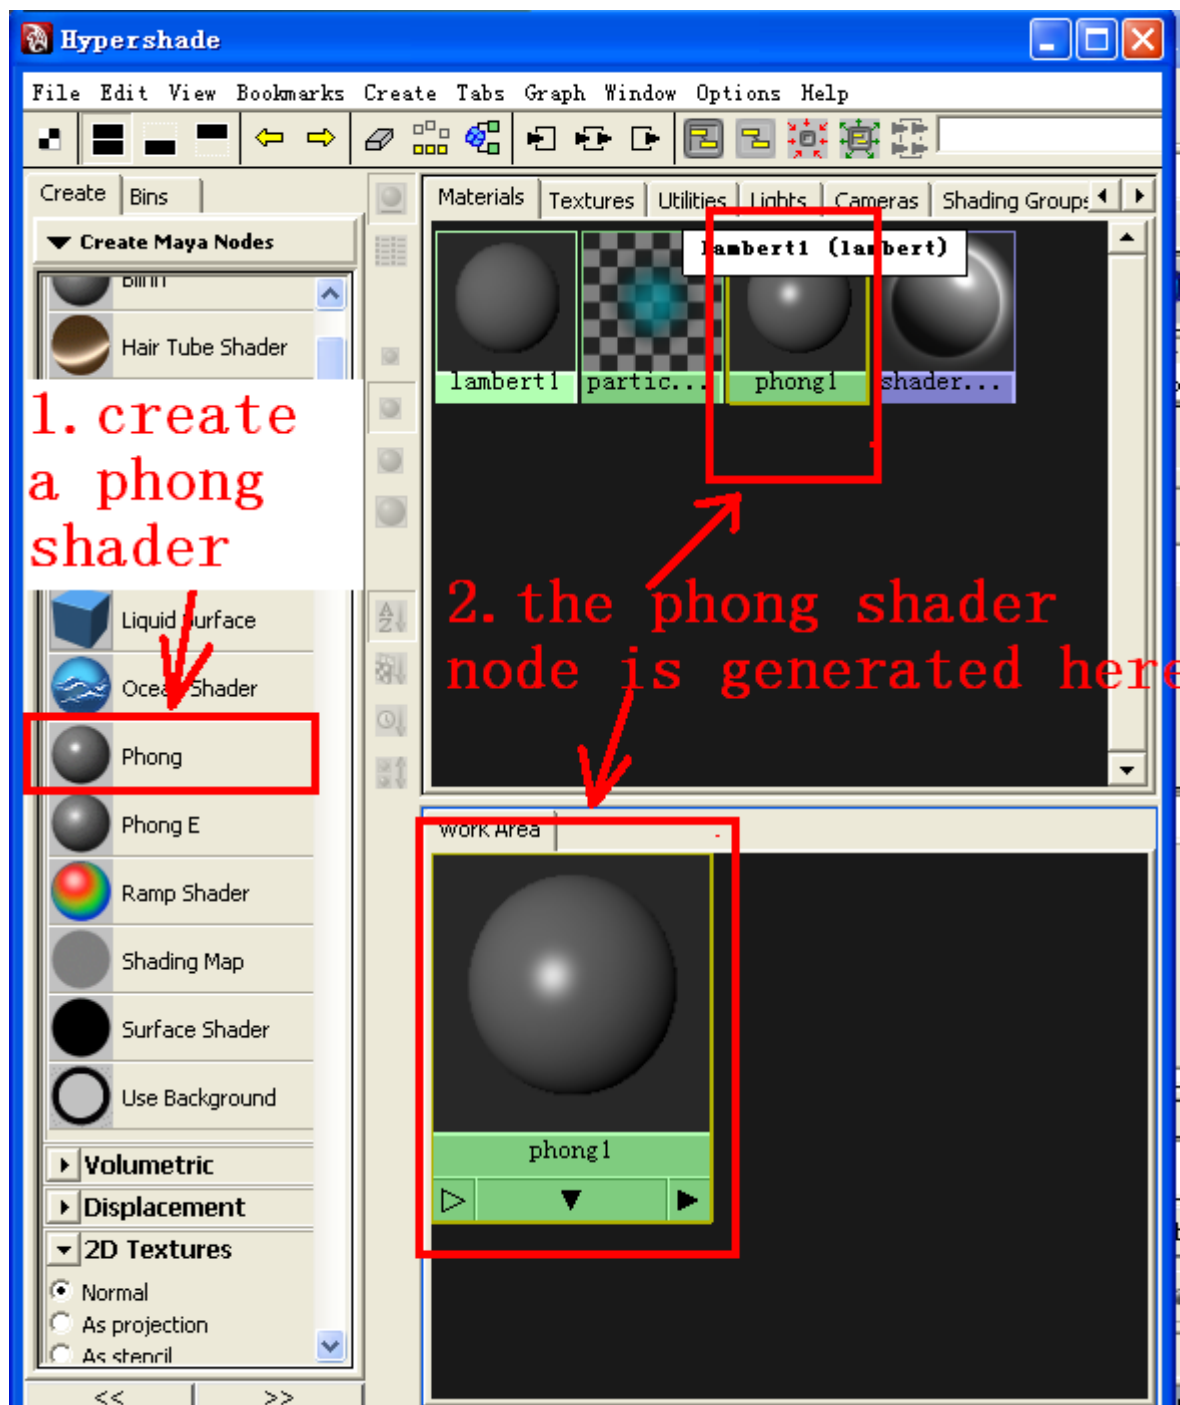 Hypershade
File Edit View Bookmarks Create Tabs Graph Window Options Help
Create Bins
Materials Textures Utilities Lights Cameras Shading Groups
Create Maya Nodes
lambert1 (lambert)
Blinn
Hair Tube Shader
lambert1 partic... phong1 shader...
1. create
a phong
shader
2. the phong shader
node is generated here
Liquid Surface
Ocean Shader
Phong
Phong E
Ramp Shader
Shading Map
Surface Shader
Use Background
Work Area
phong1
Volumetric
Displacement
2D Textures
Normal
As projection
As stencil
<< >>